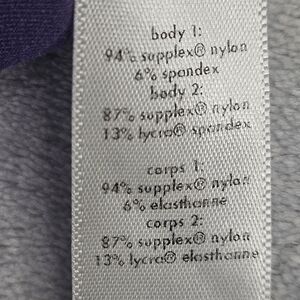 body 1:
94% supplex® nylon
6% spandex
body 2:
87% supplex® nylon
13% lycra® spandex
corps 1:
94% supplex® nylon
6% elasthanne
corps 2:
87% supplex® nylon
13% lycra® elasthanne